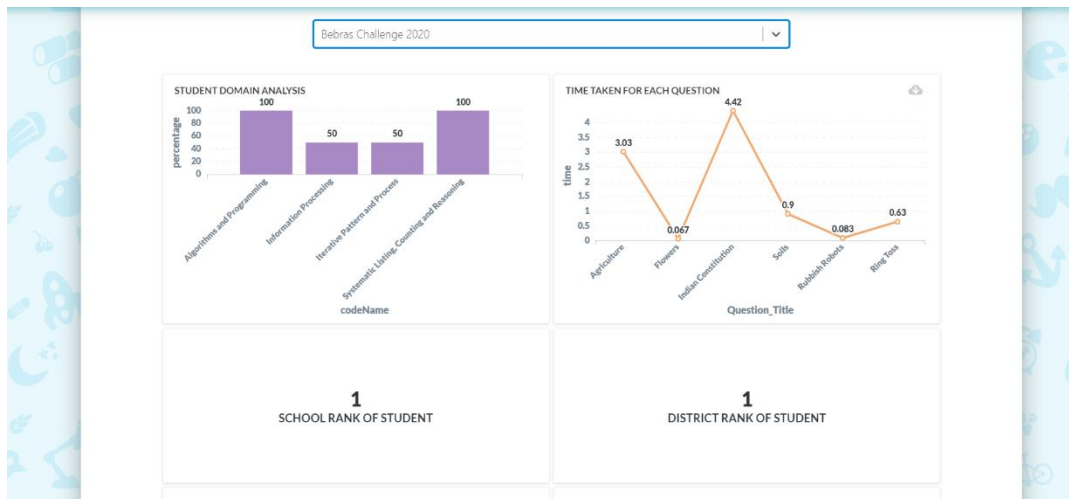 Bebras Challenge 2020
STUDENT DOMAIN ANALYSIS
100
50
50
100
100
80
60
40
20
0
percentage
Algorithms and Programming
Information Processing
Iterative Pattern and Process
Systematic Listing, Counting and Reasoning
codeName
TIME TAKEN FOR EACH QUESTION
4.42
3.03
0.067
0.9
0.083
0.63
4
3.5
3
2.5
2
1.5
1
0.5
0
time
Agriculture
Flowers
Indian Constitution
Soils
Rubbish Robots
Ring Toss
Question_Title
1
SCHOOL RANK OF STUDENT
1
DISTRICT RANK OF STUDENT